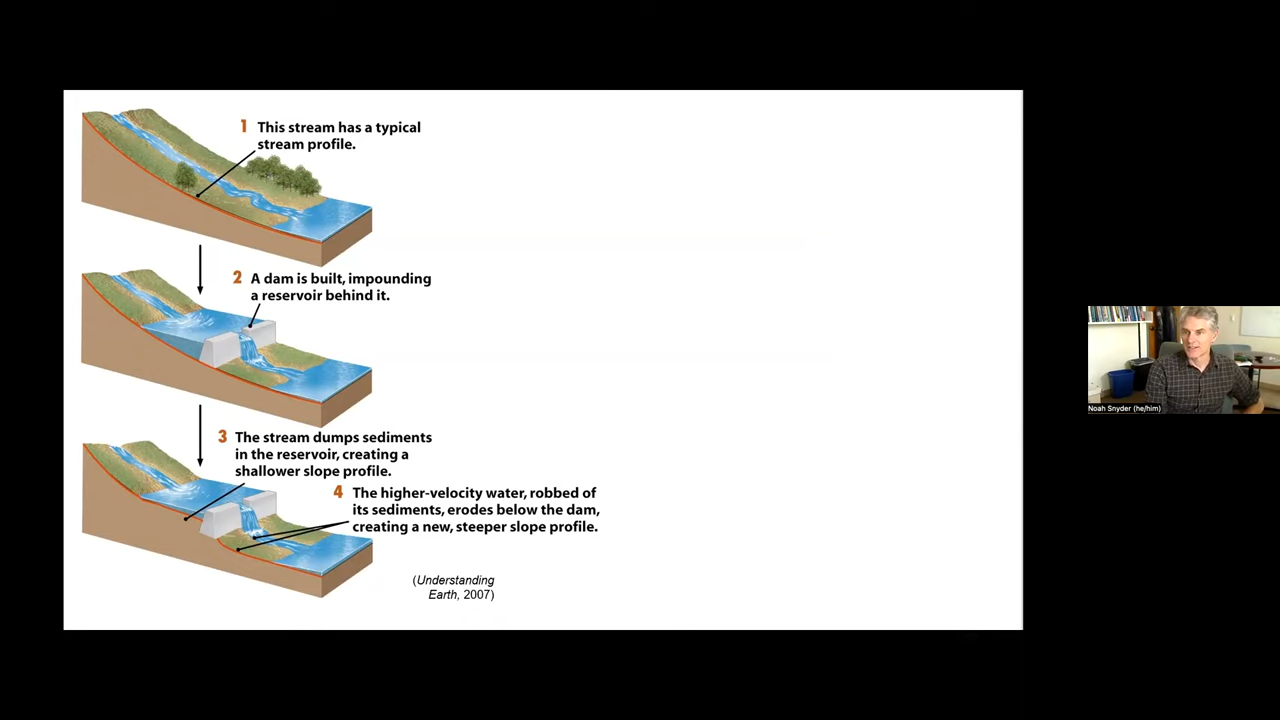 1 This stream has a typical
stream profile.
2 A dam is built, impounding
a reservoir behind it.
3 The stream dumps sediments
in the reservoir, creating a
shallower slope profile.
4 The higher-velocity water, robbed of
its sediments, erodes below the dam,
creating a new, steeper slope profile.
(Understanding
Earth, 2007)
Noah Snyder (he/him)